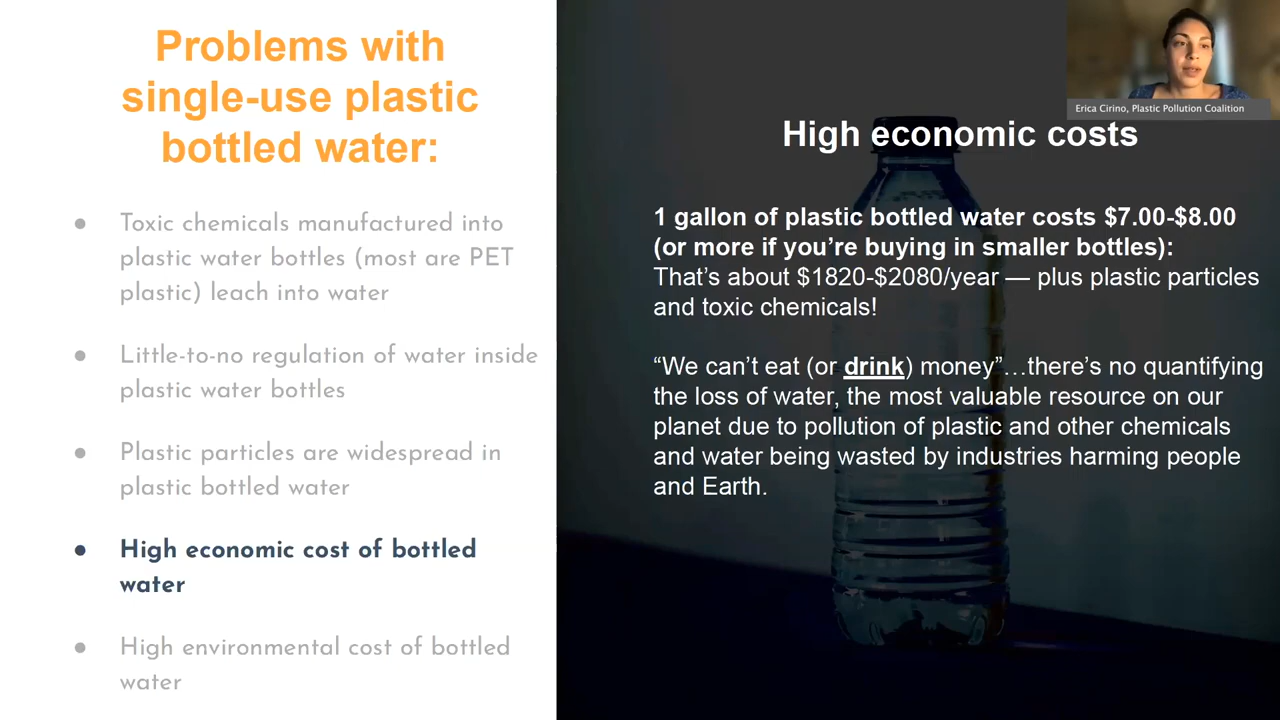 Problems with
single-use plastic
bottled water:
● Toxic chemicals manufactured into
plastic water bottles (most are PET
plastic) leach into water
● Little-to-no regulation of water inside
plastic water bottles
● Plastic particles are widespread in
plastic bottled water
● High economic cost of bottled
water
● High environmental cost of bottled
water
Erica Cirino, Plastic Pollution Coalition
High economic costs
1 gallon of plastic bottled water costs $7.00-$8.00
(or more if you’re buying in smaller bottles):
That’s about $1820-$2080/year — plus plastic particles
and toxic chemicals!
“We can’t eat (or drink) money”…there’s no quantifying
the loss of water, the most valuable resource on our
planet due to pollution of plastic and other chemicals
and water being wasted by industries harming people
and Earth.